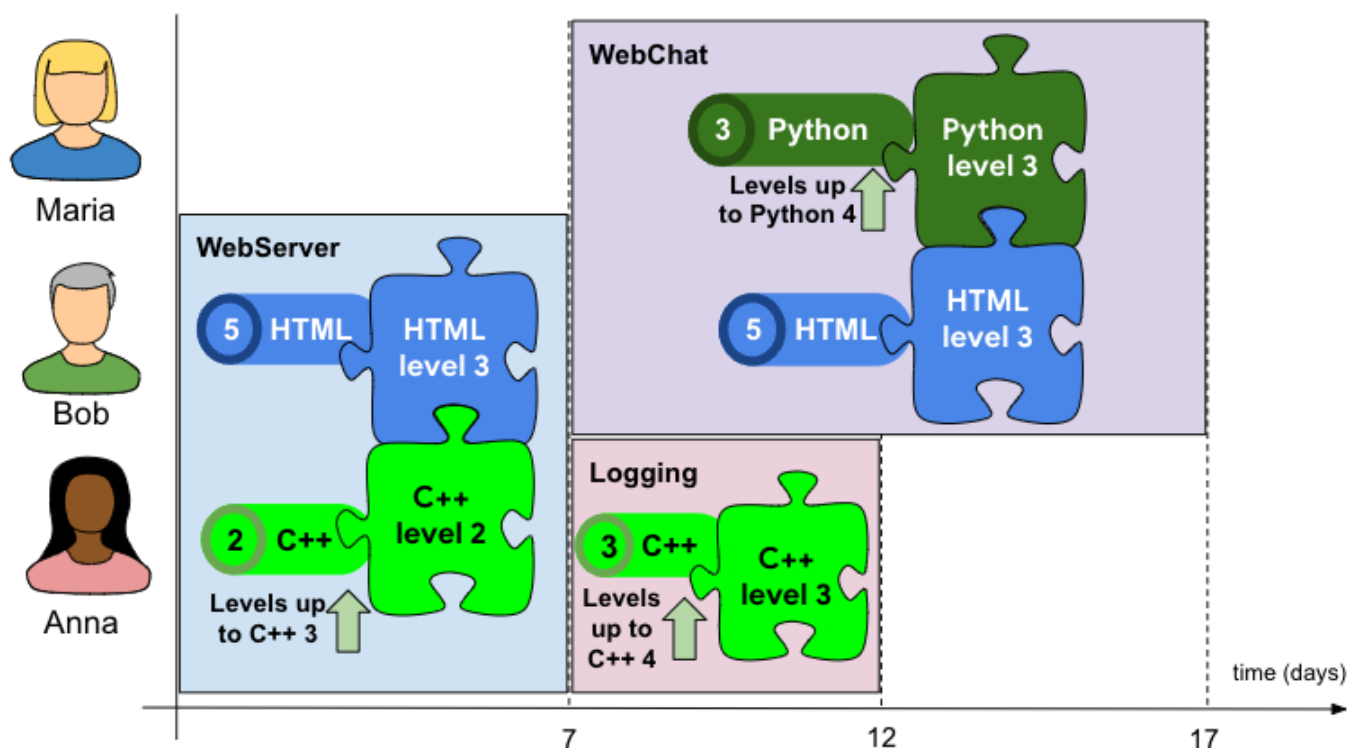 Maria
Bob
Anna
WebServer
5 HTML
HTML
level 3
2 C++
C++
level 2
Levels up
to C++ 3
WebChat
3 Python
Python
level 3
Levels up
to Python 4
5 HTML
HTML
level 3
Logging
3 C++
C++
level 3
Levels
up to
C++ 4
time (days)
7
12
17